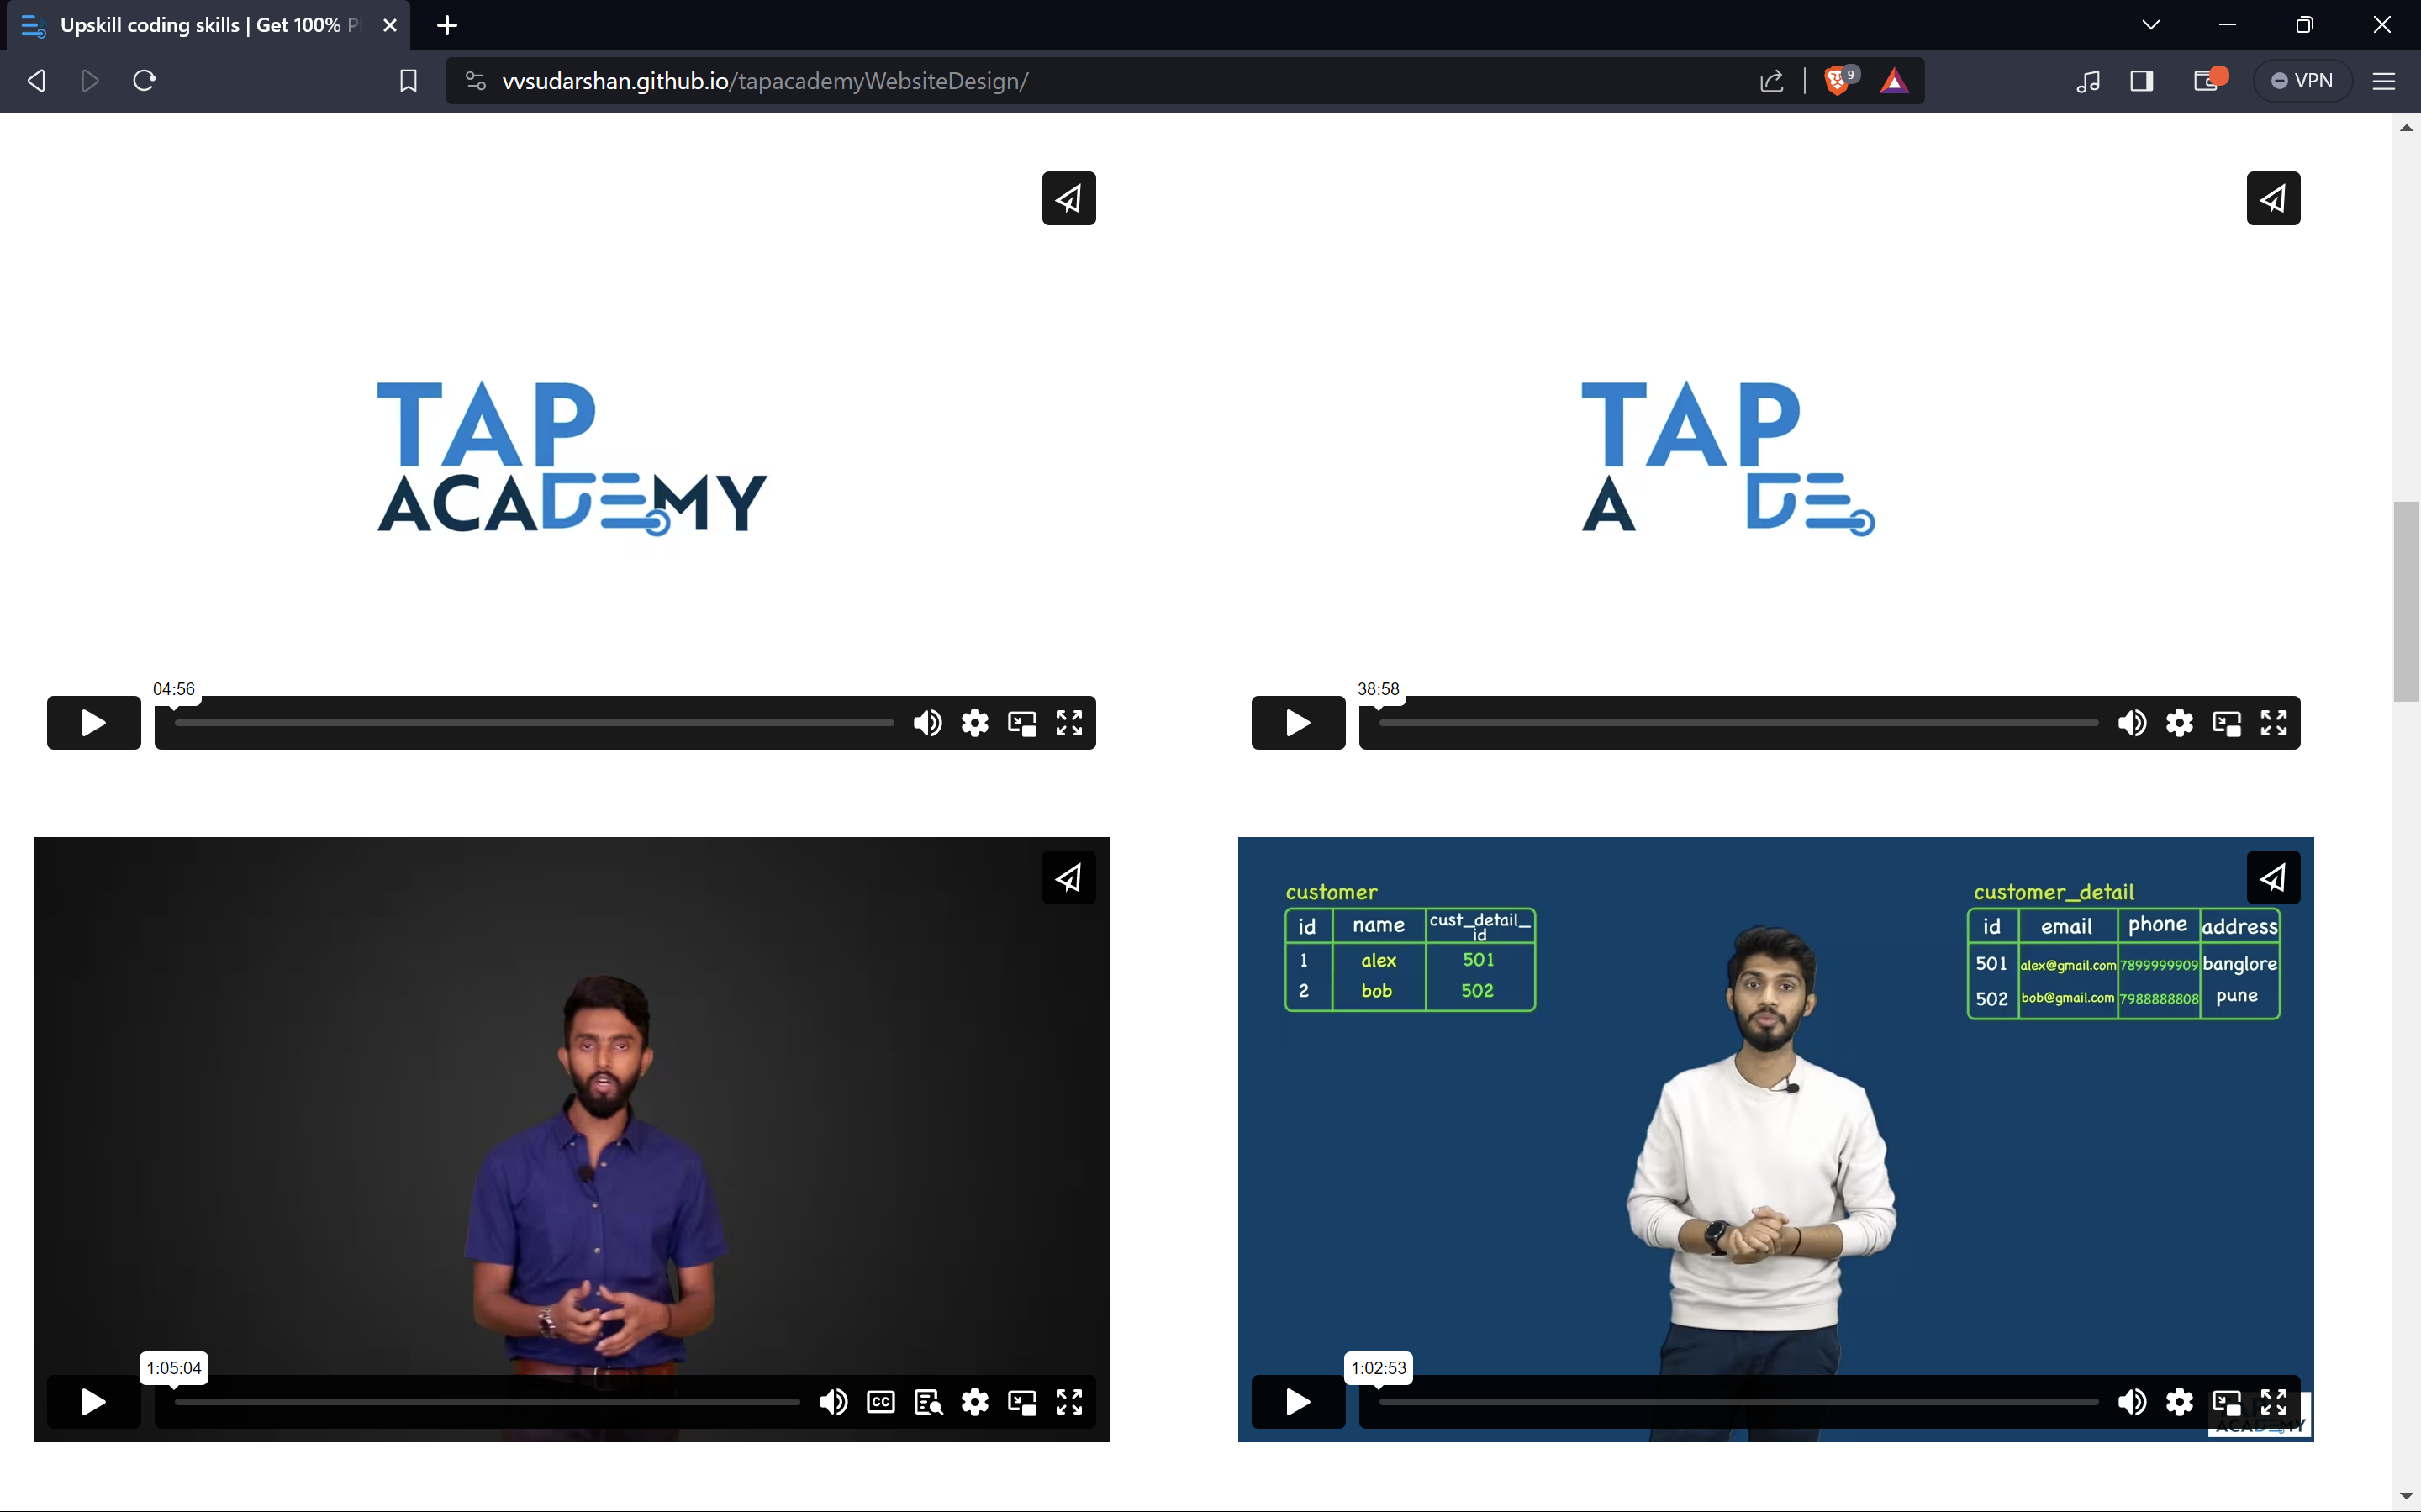 Upskill coding skills | Get 100% Pl
vvsudarshan.github.io/tapacademyWebsiteDesign/
9
VPN
TAP
ACADEMY
TAP
A DE
04:56
38:58
customer
id name cust_detail_id
1 alex 501
2 bob 502
customer_detail
id email phone address
501 alex@gmail.com 7899999909 banglore
502 bob@gmail.com 7988888808 pune
1:05:04
CC
1:02:53
ACADEMY